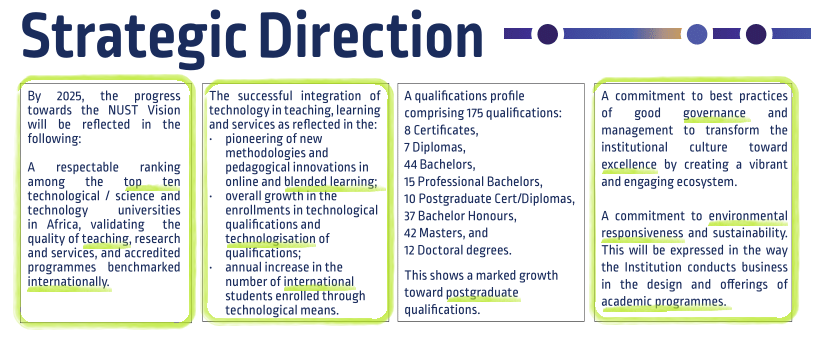 Strategic Direction
By 2025, the progress
towards the NUST Vision
will be reflected in the
following:
A respectable ranking
among the top ten
technological / science and
technology universities
in Africa, validating the
quality of teaching, research
and services, and accredited
programmes benchmarked
internationally.
The successful integration of
technology in teaching, learning
and services as reflected in the:
· pioneering of new
methodologies and
pedagogical innovations in
online and blended learning;
· overall growth in the
enrollments in technological
qualifications and
technologisation of
qualifications;
· annual increase in the
number of international
students enrolled through
technological means.
A qualifications profile
comprising 175 qualifications:
8 Certificates,
7 Diplomas,
44 Bachelors,
15 Professional Bachelors,
10 Postgraduate Cert/Diplomas,
37 Bachelor Honours,
42 Masters, and
12 Doctoral degrees.
This shows a marked growth
toward postgraduate
qualifications.
A commitment to best practices
of good governance and
management to transform the
institutional culture toward
excellence by creating a vibrant
and engaging ecosystem.
A commitment to environmental
responsiveness and sustainability.
This will be expressed in the way
the Institution conducts business
in the design and offerings of
academic programmes.